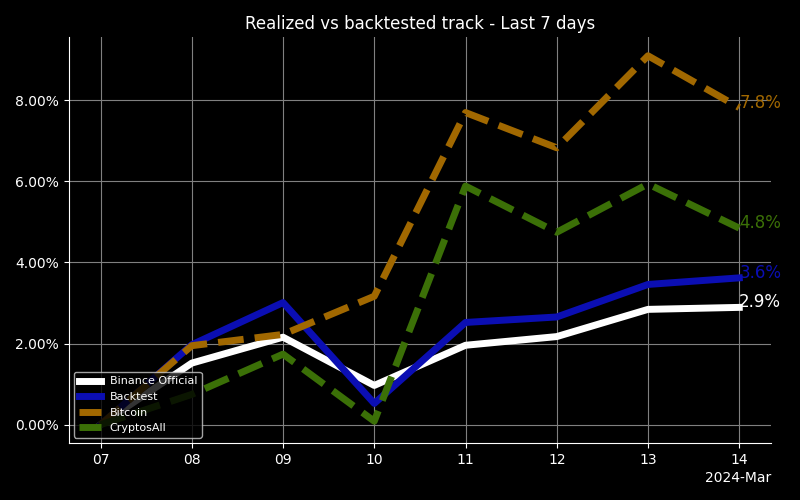 Realized vs backtested track - Last 7 days
8.00%
6.00%
4.00%
2.00%
0.00%
7.8%
4.8%
3.6%
2.9%
Binance Official
Backtest
Bitcoin
CryptosAll
07 08 09 10 11 12 13 14
2024-Mar